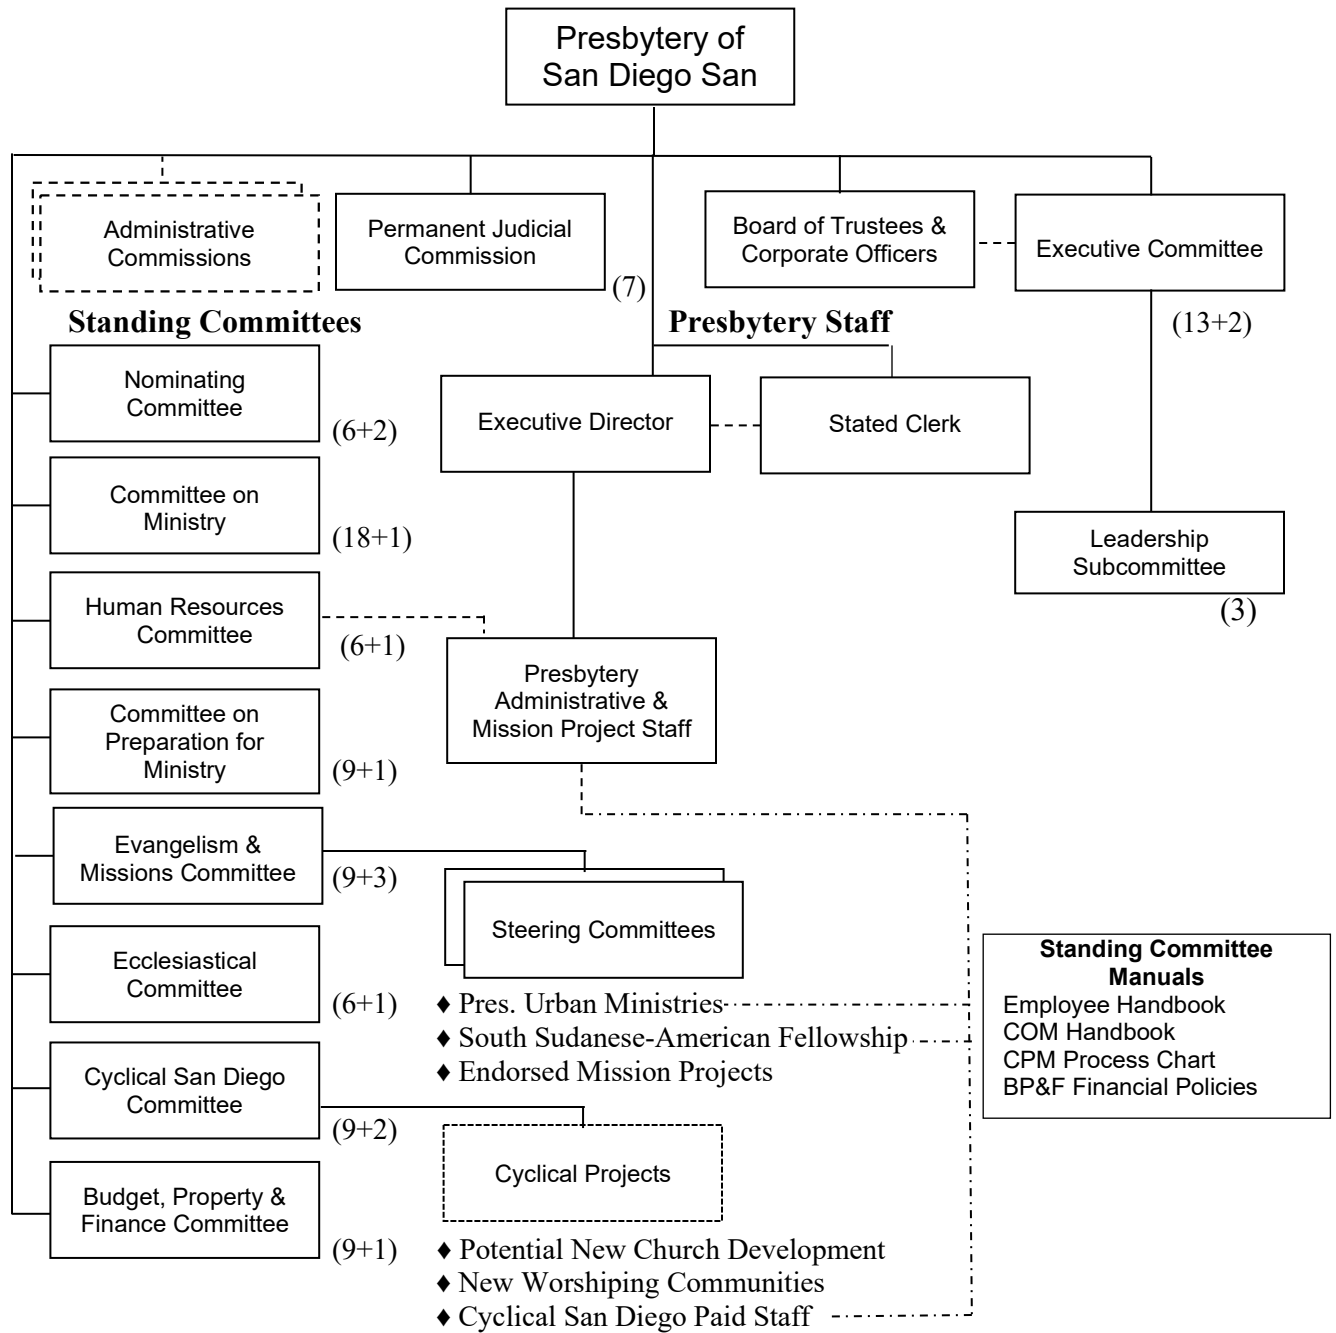 Presbytery of
San Diego San
Administrative
Commissions
Permanent Judicial
Commission
(7)
Board of Trustees &
Corporate Officers
Executive Committee
(13+2)
Standing Committees
Presbytery Staff
Nominating
Committee
(6+2)
Executive Director
Stated Clerk
Committee on
Ministry
(18+1)
Leadership
Subcommittee
(3)
Human Resources
Committee
(6+1)
Presbytery
Administrative &
Mission Project Staff
Committee on
Preparation for
Ministry
(9+1)
Evangelism &
Missions Committee
(9+3)
Steering Committees
♦ Pres. Urban Ministries
♦ South Sudanese-American Fellowship
♦ Endorsed Mission Projects
Standing Committee
Manuals
Employee Handbook
COM Handbook
CPM Process Chart
BP&F Financial Policies
Ecclesiastical
Committee
(6+1)
Cyclical San Diego
Committee
(9+2)
Cyclical Projects
♦ Potential New Church Development
♦ New Worshiping Communities
♦ Cyclical San Diego Paid Staff
Budget, Property &
Finance Committee
(9+1)